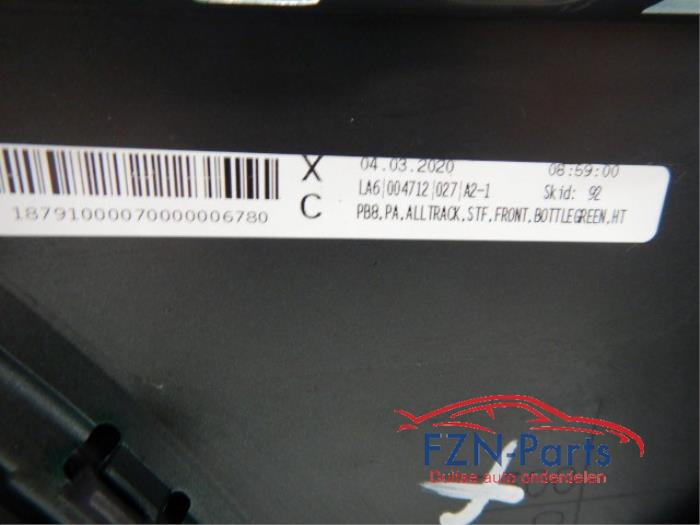 X 04.03.2020 08:59:00
LA6|004712|027|A2-1 Skid: 92
18791000070000006780 C PB8,PA,ALLTRACK,STF,FRONT,BOTTLEGREEN,HT
FZN-Parts
Duitse auto onderdelen